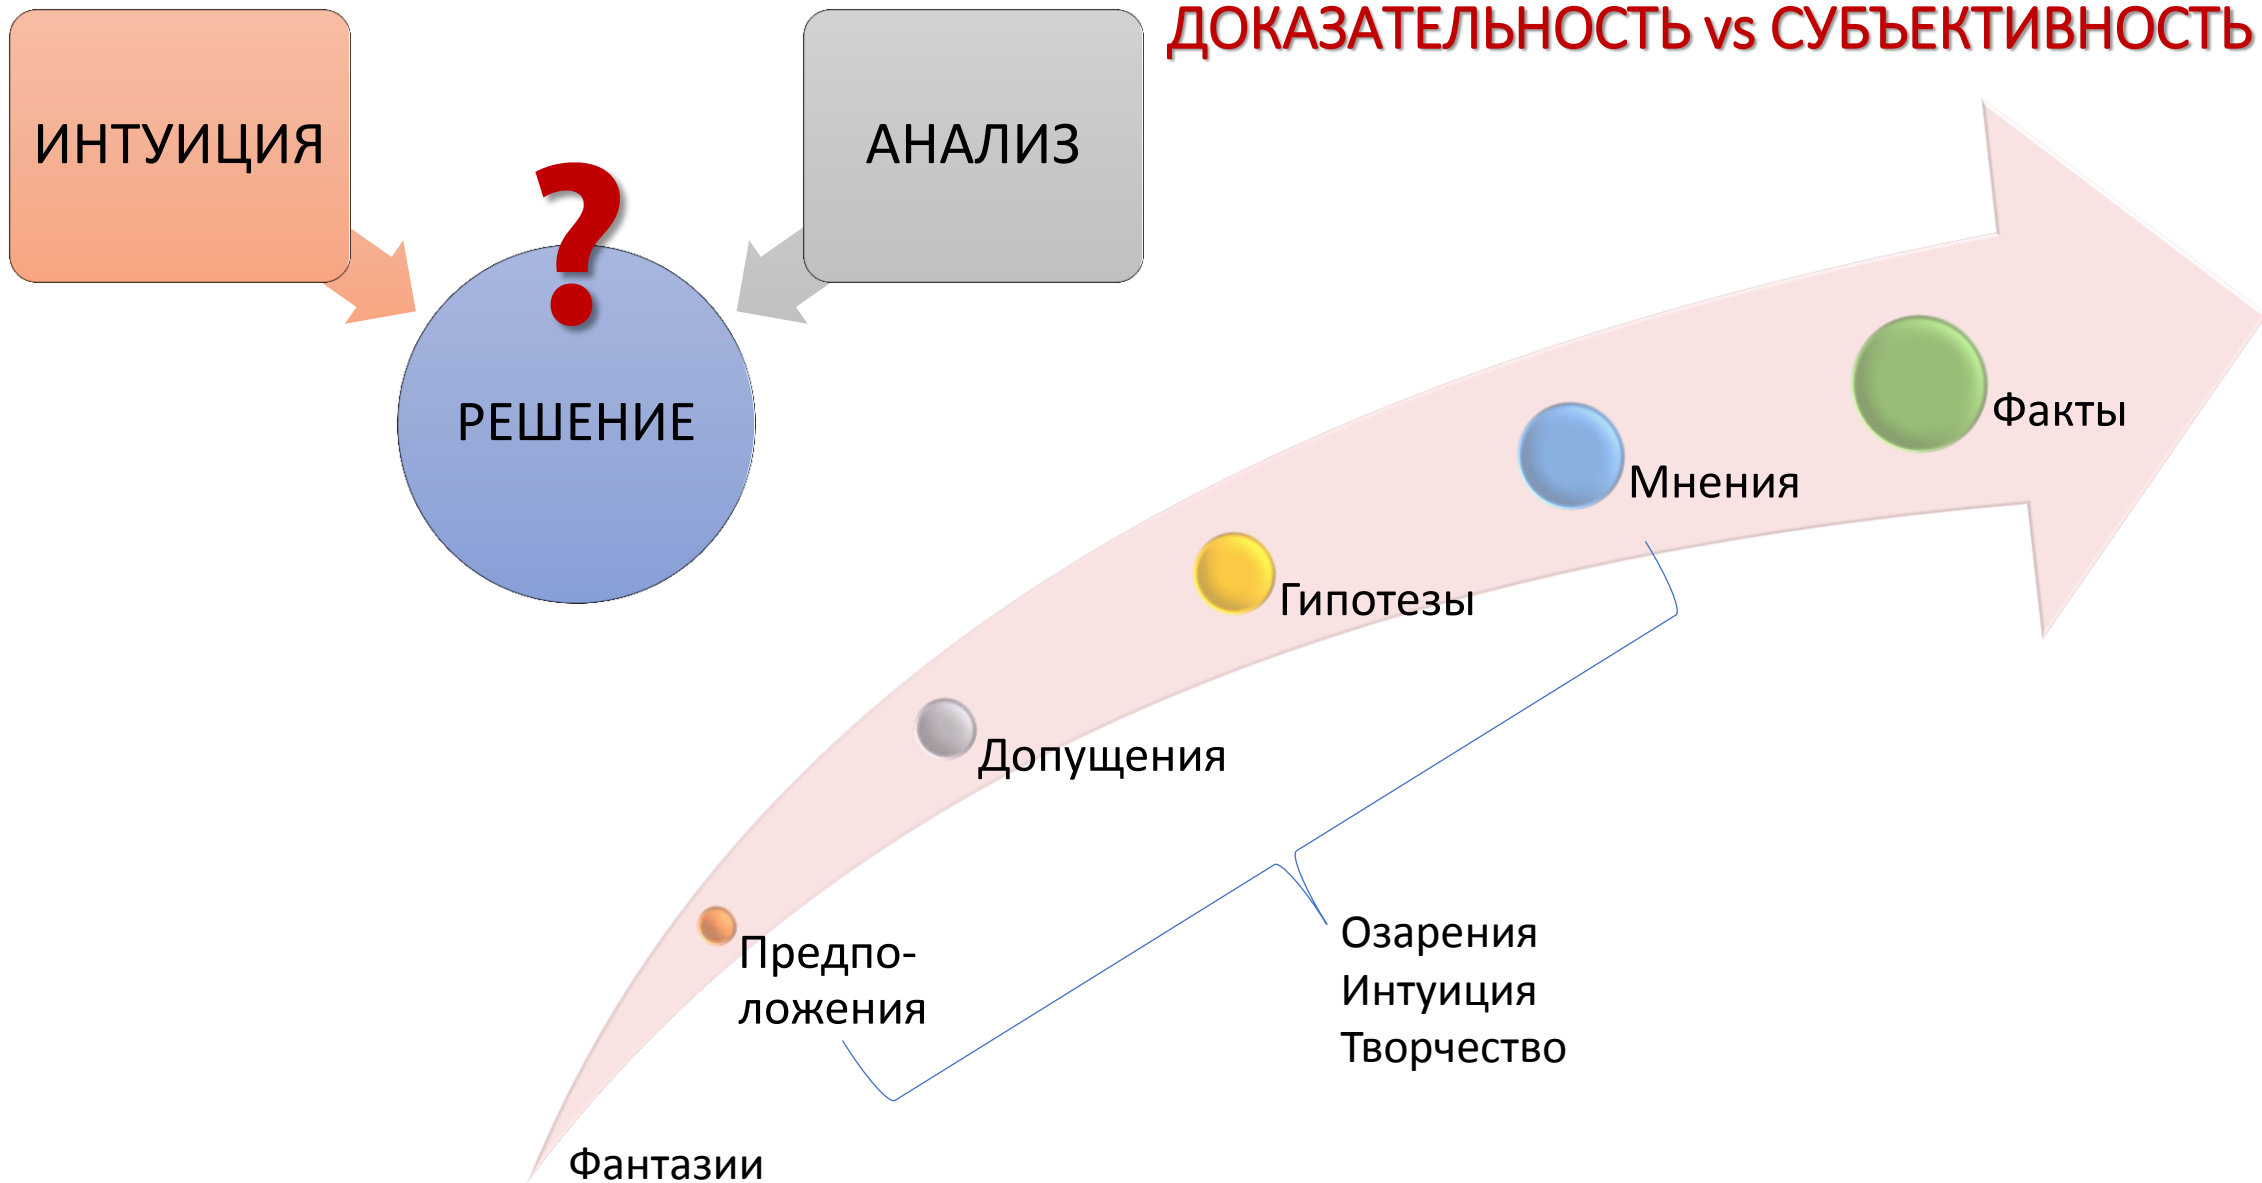 ДОКАЗАТЕЛЬНОСТЬ vs СУБЪЕКТИВНОСТЬ
ИНТУИЦИЯ
АНАЛИЗ
?
РЕШЕНИЕ
Факты
Мнения
Гипотезы
Допущения
Предпо-
ложения
Фантазии
Озарения
Интуиция
Творчество